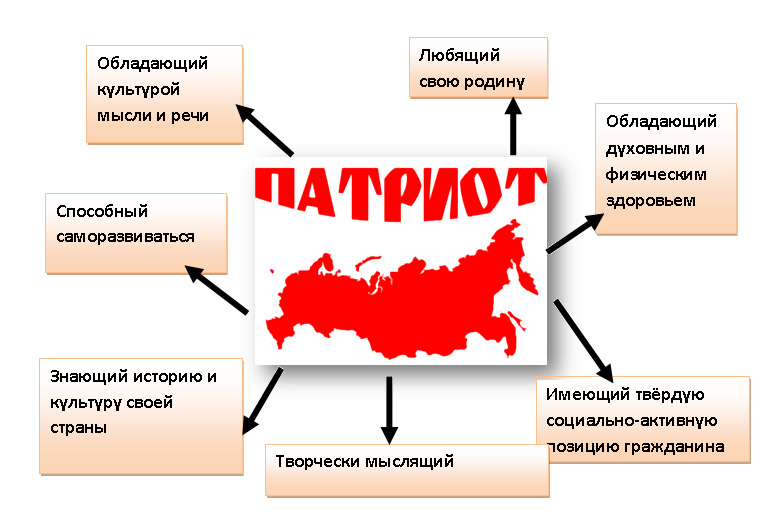 Любящий
свою родину
Обладающий
культурой
мысли и речи
Обладающий
духовным и
физическим
здоровьем
ПАТРИОТ
Способный
саморазвиваться
Знающий историю и
культуру своей
страны
Имеющий твёрдую
социально-активную
позицию гражданина
Творчески мыслящий